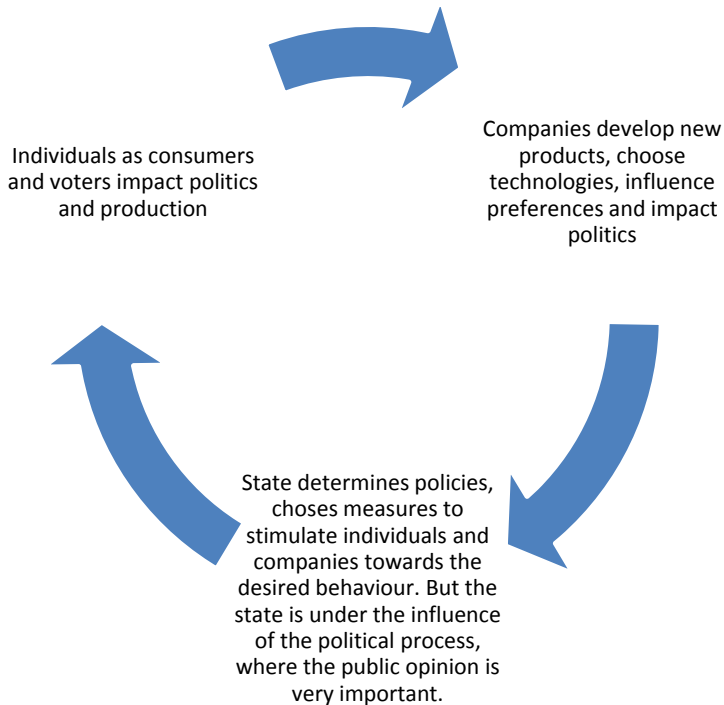 Individuals as consumers
and voters impact politics
and production
Companies develop new
products, choose
technologies, influence
preferences and impact
politics
State determines policies,
choses measures to
stimulate individuals and
companies towards the
desired behaviour. But the
state is under the influence
of the political process,
where the public opinion is
very important.